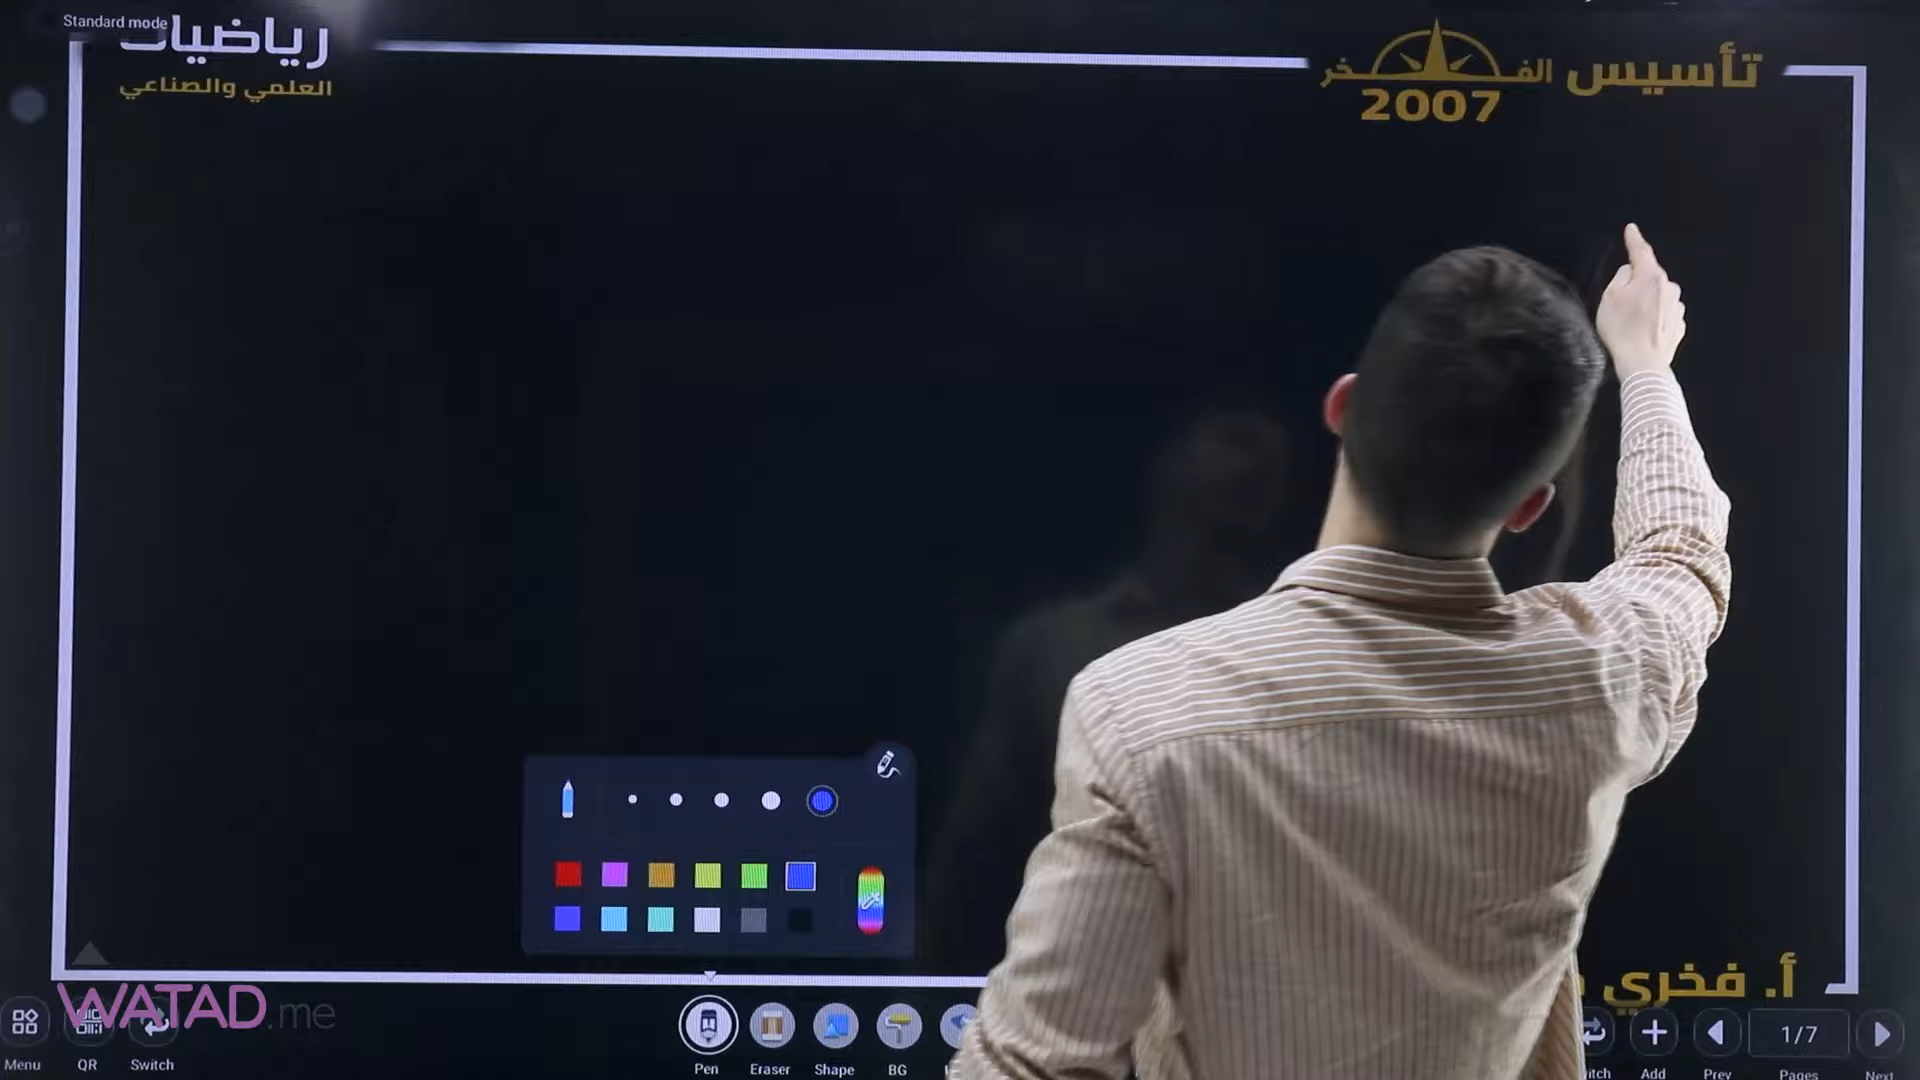 Standard mode
رياضيات
العلمي والصناعي
تأسيس الفـخر
2007
أ. فخري
WATAD.me
Menu
QR
Switch
Pen
Eraser
Shape
BG
Add
Prev
1/7
Pages
Next